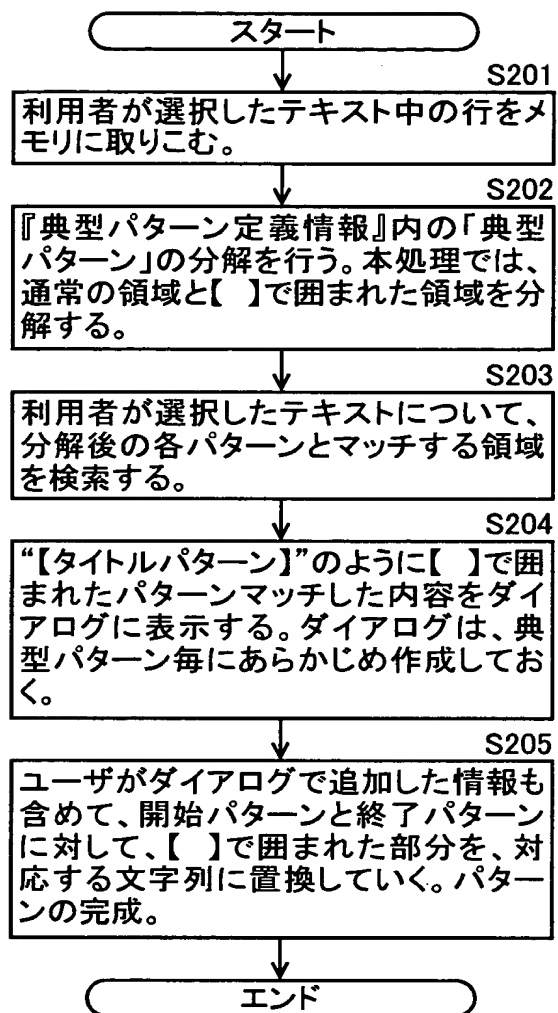 スタート
S201
利用者が選択したテキスト中の行をメ
モリに取りこむ。
S202
『典型パターン定義情報』内の「典型
パターン」の分解を行う。本処理では、
通常の領域と【 】で囲まれた領域を分
解する。
S203
利用者が選択したテキストについて、
分解後の各パターンとマッチする領域
を検索する。
S204
“【タイトルパターン】”のように【 】で囲
まれたパターンマッチした内容をダイ
アログに表示する。ダイアログは、典
型パターン毎にあらかじめ作成してお
く。
S205
ユーザがダイアログで追加した情報も
含めて、開始パターンと終了パターン
に対して、【 】で囲まれた部分を、対
応する文字列に置換していく。パター
ンの完成。
エンド